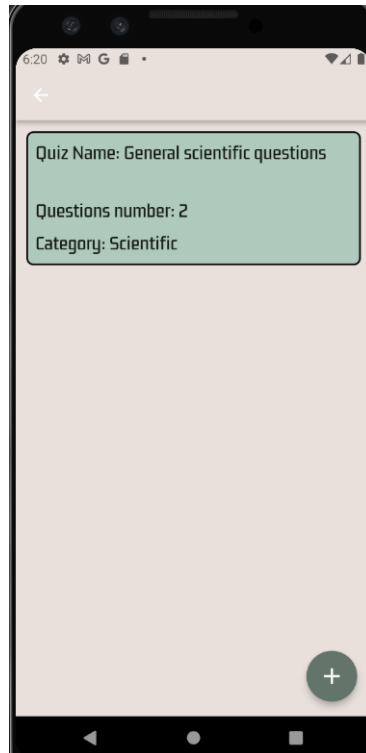 6:20 G
Quiz Name: General scientific questions
Questions number: 2
Category: Scientific